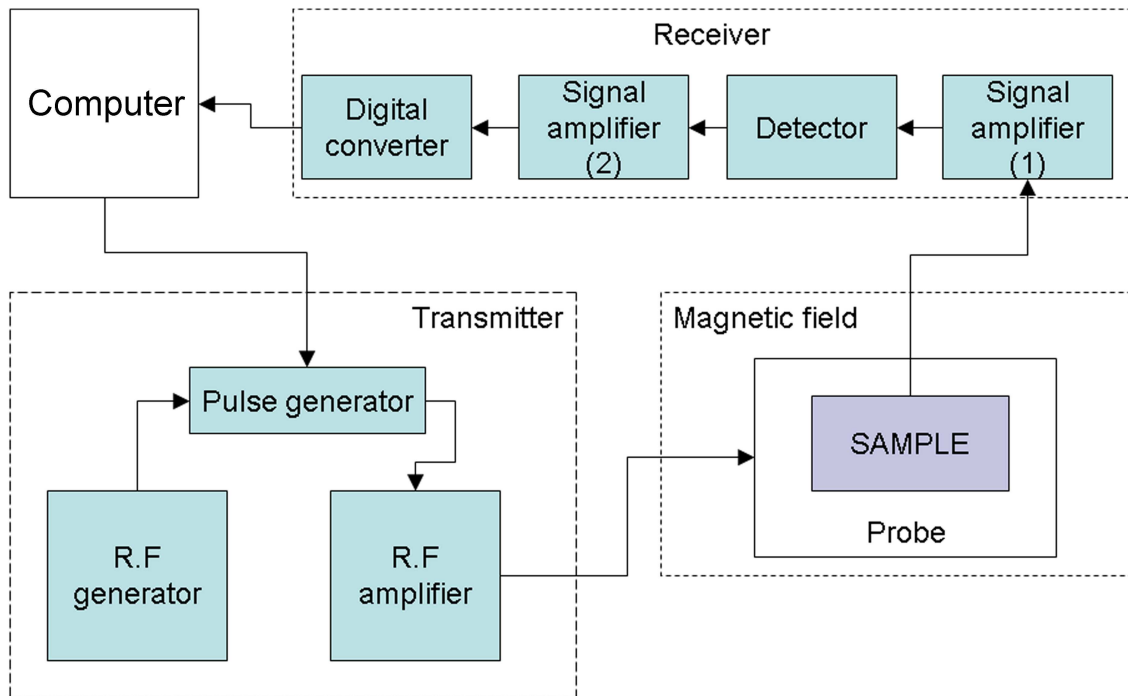 Receiver
Computer
Digital
converter
Signal
amplifier
(2)
Detector
Signal
amplifier
(1)
Transmitter
Pulse generator
R.F
generator
R.F
amplifier
Magnetic field
SAMPLE
Probe